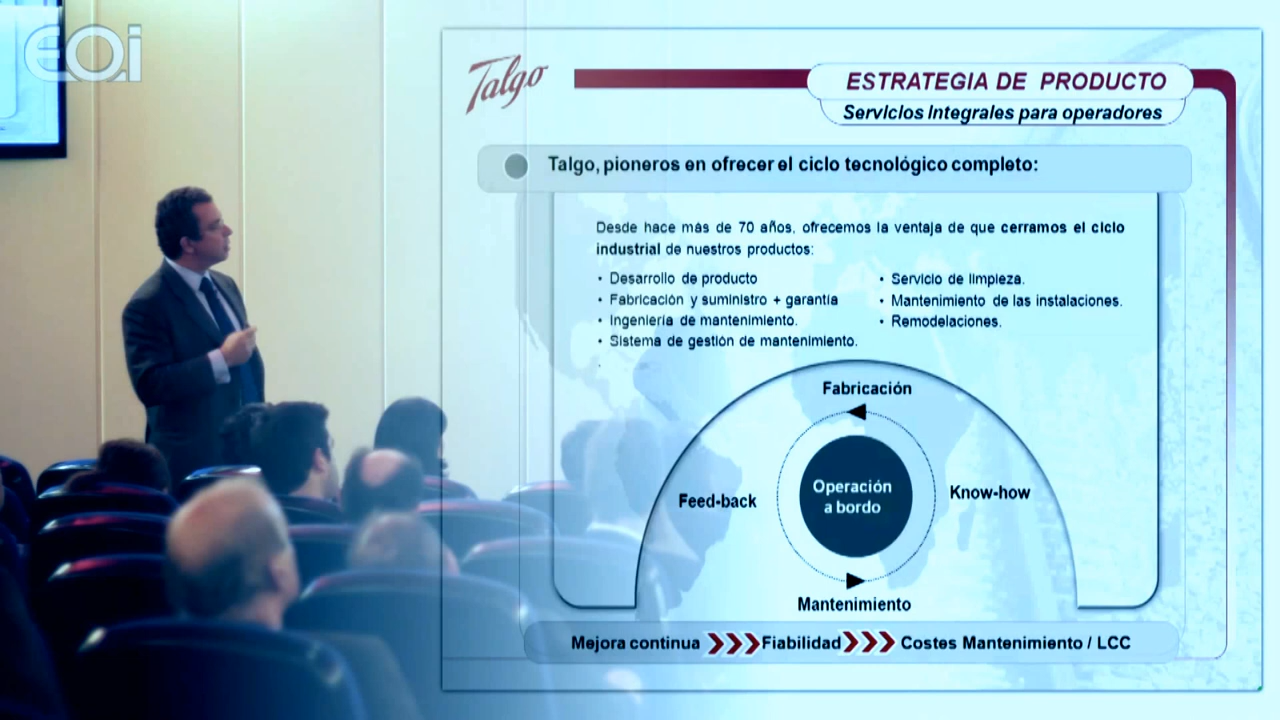 EOi
Talgo
ESTRATEGIA DE PRODUCTO
Servicios Integrales para operadores
Talgo, pioneros en ofrecer el ciclo tecnológico completo:
Desde hace más de 70 años, ofrecemos la ventaja de que cerramos el ciclo
industrial de nuestros productos:
• Desarrollo de producto
• Fabricación y suministro + garantía
• Ingeniería de mantenimiento.
• Sistema de gestión de mantenimiento.
• Servicio de limpieza.
• Mantenimiento de las instalaciones.
• Remodelaciones.
Fabricación
Feed-back
Operación
a bordo
Know-how
Mantenimiento
Mejora continua Fiabilidad Costes Mantenimiento / LCC